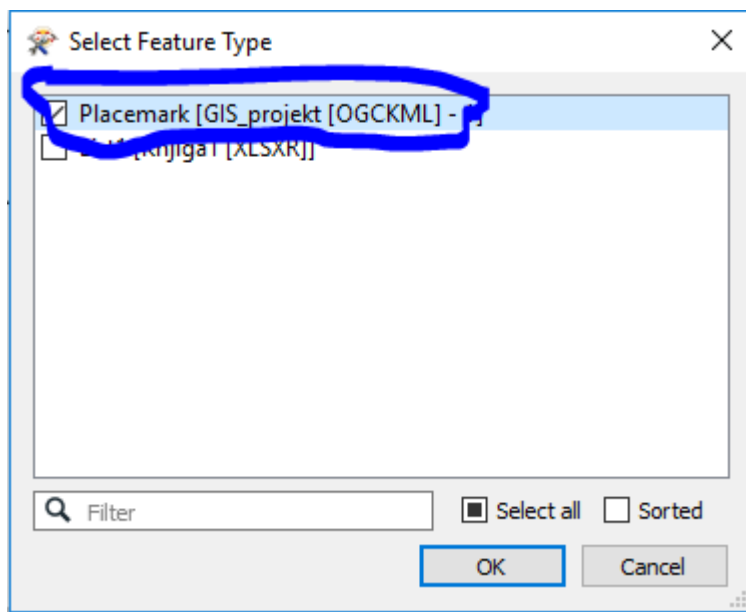 Select Feature Type
Placemark [GIS_projekt [OGCKML] -
[Knjiga1 [XLSXR]]
Filter
Select all
Sorted
OK
Cancel